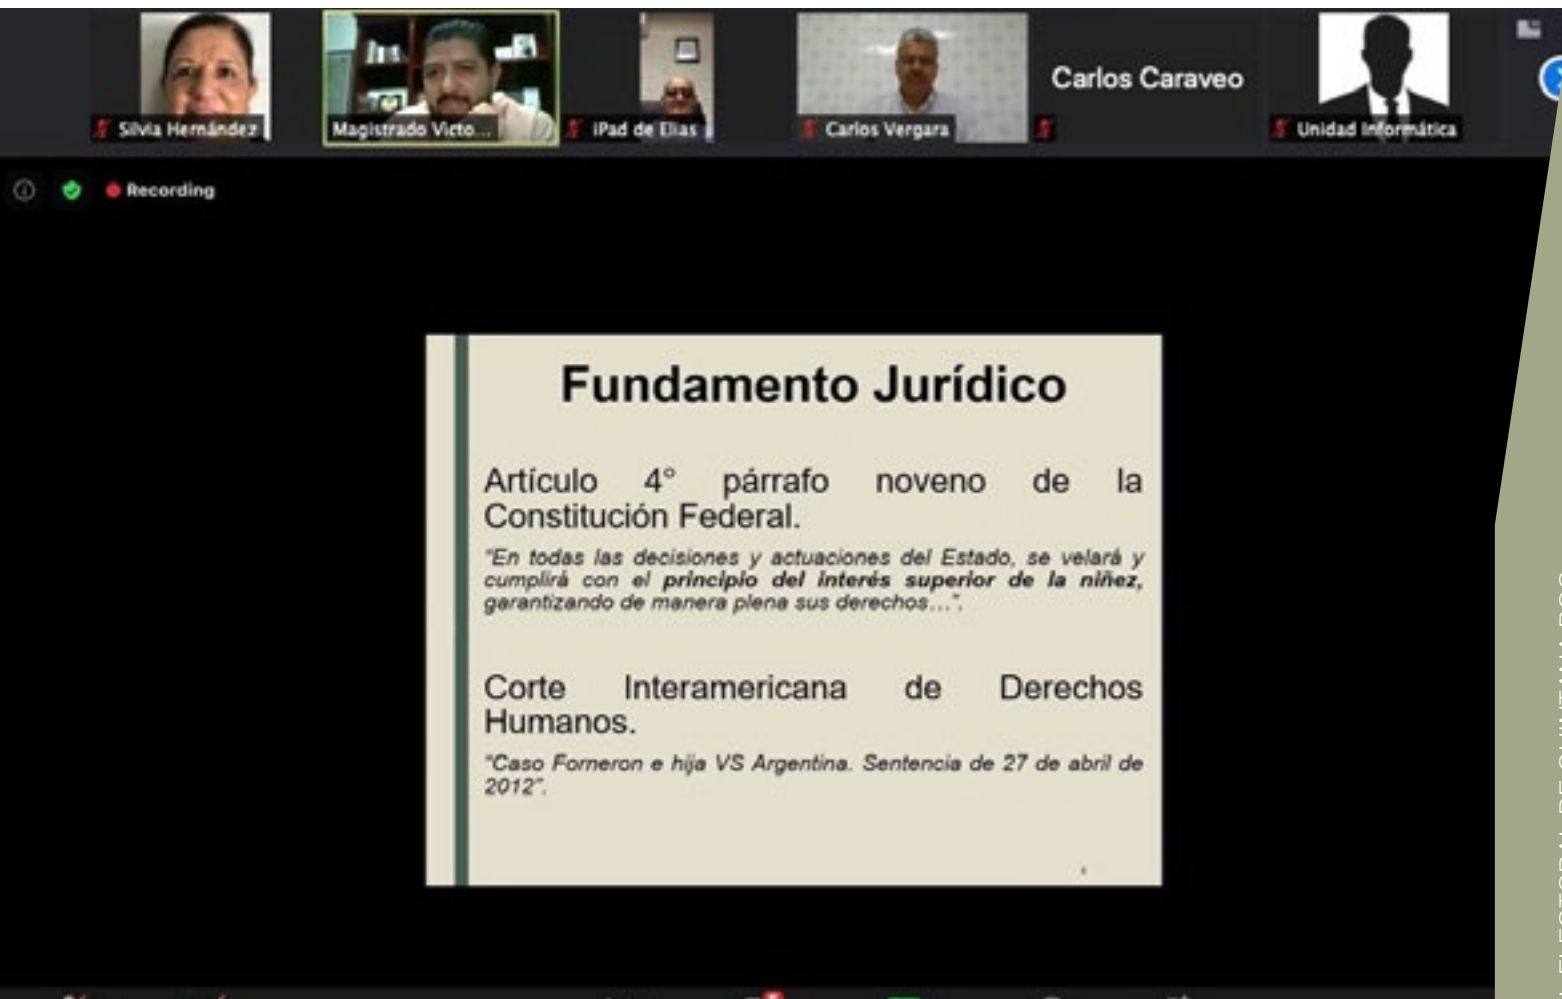 Silvia Hernández
Magistrado Victo...
iPad de Elias
Carlos Vergara
Carlos Caraveo
Unidad Informática
Recording
Fundamento Jurídico
Artículo 4° párrafo noveno de la
Constitución Federal.
"En todas las decisiones y actuaciones del Estado, se velará y
cumplirá con el principio del interés superior de la niñez,
garantizando de manera plena sus derechos...".
Corte Interamericana de Derechos
Humanos.
"Caso Forneron e hija VS Argentina. Sentencia de 27 de abril de
2012".